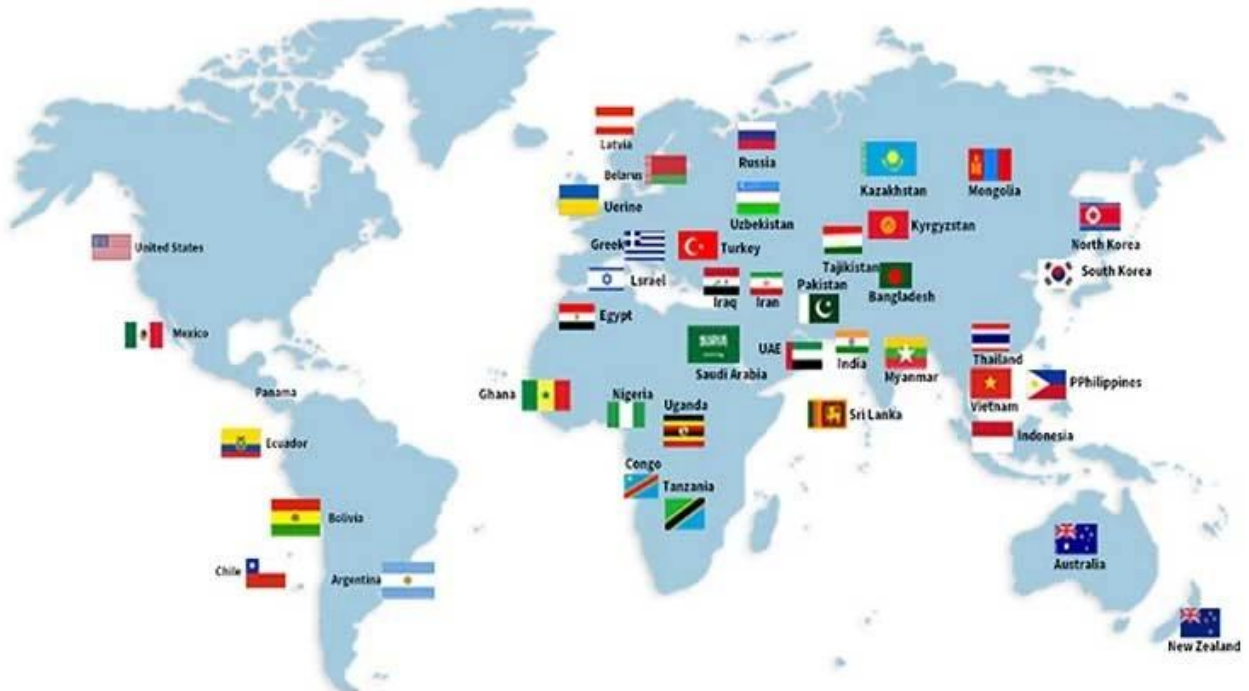 Latvia
Russia
Belarus
Kazakhstan
Mongolia
Uerine
Uzbekistan
Kyrgyzstan
North Korea
United States
Greek
Turkey
Tajikistan
South Korea
Lsrael
Iraq
Iran
Pakistan
Bangladesh
Egypt
Mexico
Saudi Arabia
UAE
India
Myanmar
Thailand
Panama
Ghana
Nigeria
Uganda
Sri Lanka
Vietnam
PPhilippines
Ecuador
Indonesia
Congo
Tanzania
Bolivia
Chile
Argentina
Australia
New Zealand